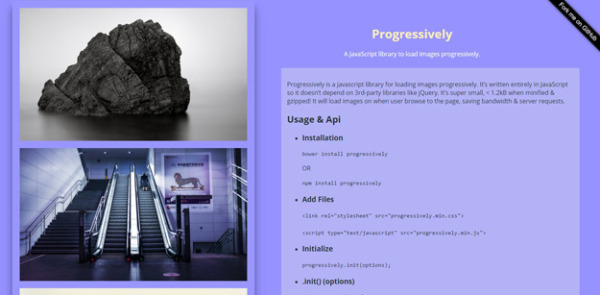 Fork me on GitHub
Progressively
A JavaScript library to load images progressively.
Progressively is a javascript library for loading images progressively. It's written entirely in JavaScript
so it doesn't depend on 3rd-party libraries like jQuery. It's super small, < 1.2kB when minified &
gzipped! It will load images on when user browse to the page, saving bandwidth & server requests.
Usage & Api
Installation
bower install progressively
OR
npm install progressively
Add Files
<link rel="stylesheet" src="progressively.min.css">
<script type="text/javascript" src="progressively.min.js">
Initialize
progressively.init(options);
.init() (options)